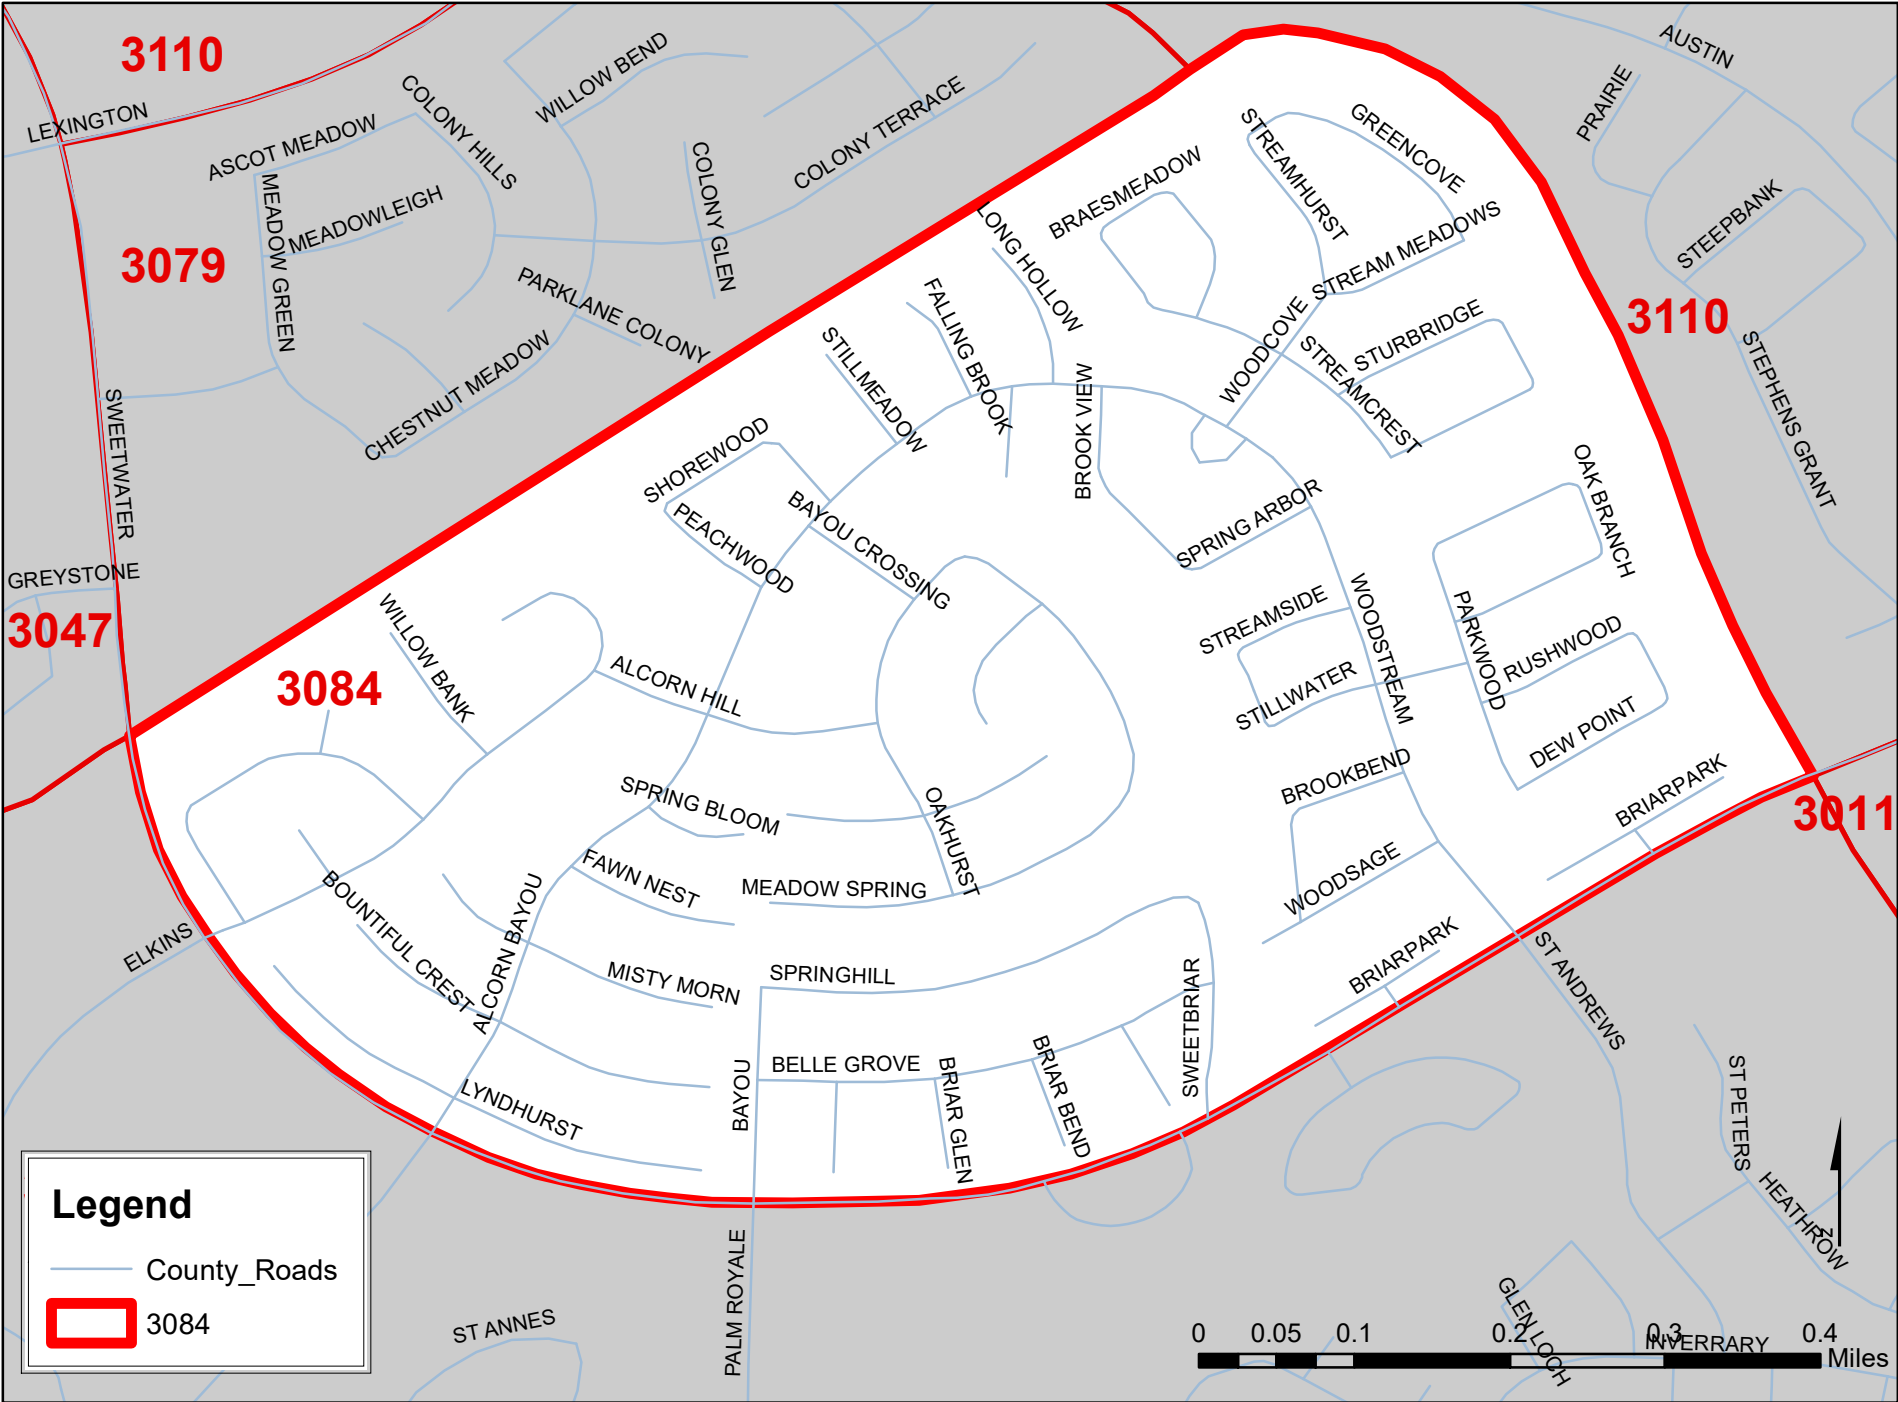 3110
WILLOW BEND
AUSTIN
LEXINGTON
COLONY HILLS
PRAIRIE
ASCOT MEADOW
COLONY TERRACE
STREAMHURST
GREENCOVE
COLONY GLEN
MEADOW GREEN
MEADOWLEIGH
BRAESMEADOW
LONG HOLLOW
STEEPBANK
3079
STREAM MEADOWS
PARKLANE COLONY
FALLING BROOK
WOODCOVE
3110
STILLMEADOW
STURBRIDGE
STREAMCREST
STEPHENS GRANT
CHESTNUT MEADOW
BROOK VIEW
SWEETWATER
SHOREWOOD
OAK BRANCH
PEACHWOOD
BAYOU CROSSING
SPRING ARBOR
GREYSTONE
3047
WILLOW BANK
STREAMSIDE
WOODSTREAM
PARKWOOD
RUSHWOOD
3084
ALCORN HILL
STILLWATER
DEW POINT
SPRING BLOOM
BROOKBEND
BRIARPARK
3011
OAKHURST
FAWN NEST
MEADOW SPRING
WOODSAGE
BOUNTIFUL CREST
ALCORN BAYOU
ELKINS
MISTY MORN
SPRINGHILL
SWEETBRIAR
BRIARPARK
ST ANDREWS
BAYOU
BELLE GROVE
BRIAR GLEN
BRIAR BEND
LYNDHURST
ST PETERS
HEATHROW
N
Legend
County_Roads
3084
PALM ROYALE
ST ANNES
GLEN LOCH
INVERRARY
0 0.05 0.1 0.2 0.3 0.4
Miles